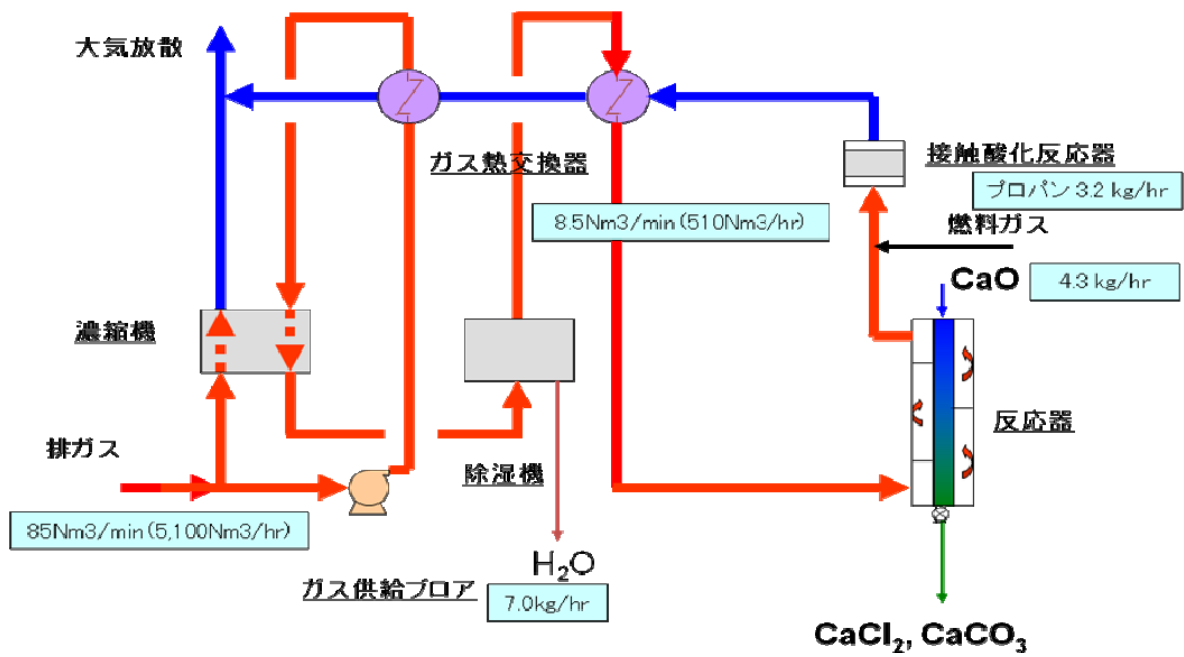 大気放散
ガス熱交換器
接触酸化反応器
プロパン 3.2 kg/hr
8.5Nm3/min (510Nm3/hr)
燃料ガス
CaO
4.3 kg/hr
濃縮機
反応器
排ガス
除湿機
85Nm3/min (5,100Nm3/hr)
H₂O
ガス供給ブロア
7.0kg/hr
CaCl₂, CaCO₃